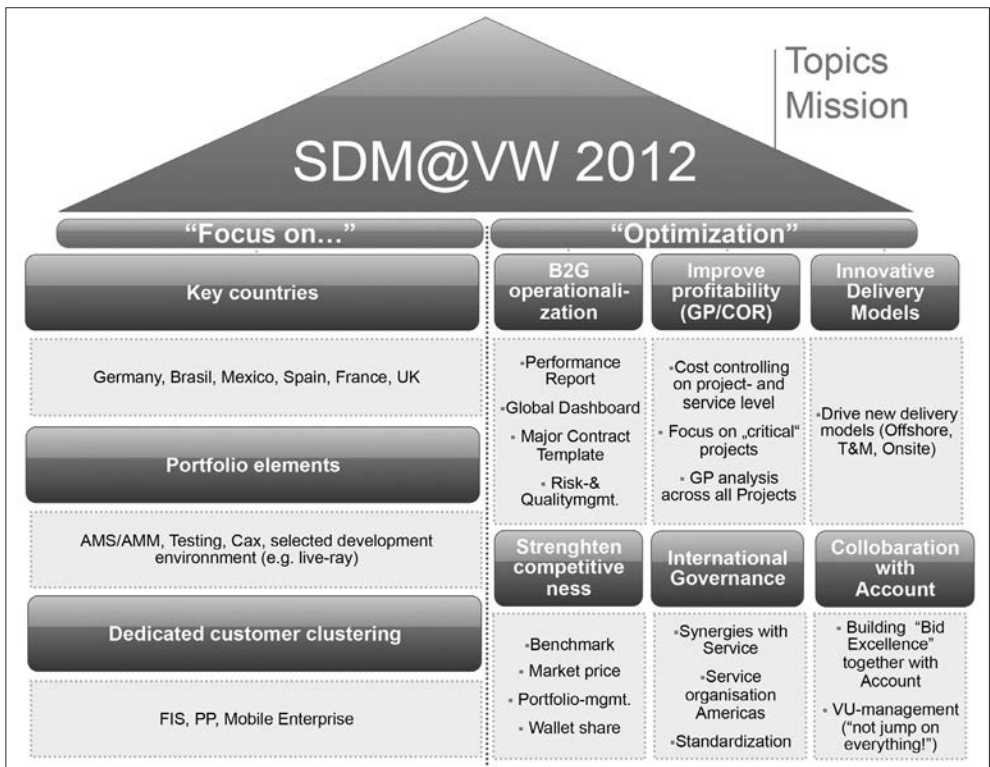 Topics
Mission
SDM@VW 2012
“Focus on…”
“Optimization”
Key countries
Germany, Brasil, Mexico, Spain, France, UK
Portfolio elements
AMS/AMM, Testing, Cax, selected development
environnment (e.g. live-ray)
Dedicated customer clustering
FIS, PP, Mobile Enterprise
B2G
operationali-
zation
▪Performance
Report
▪Global Dashboard
▪ Major Contract
Template
▪ Risk-&
Qualitymgmt.
Improve
profitability
(GP/COR)
▪Cost controlling
on project- and
service level
▪ Focus on „critical“
projects
▪ GP analysis
across all Projects
Innovative
Delivery
Models
▪Drive new delivery
models (Offshore,
T&M, Onsite)
Strenghten
competitive
ness
▪Benchmark
▪ Market price
▪ Portfolio-mgmt.
▪ Wallet share
International
Governance
▪Synergies with
Service
▪ Service
organisation
Americas
▪Standardization
Collobaration
with
Account
▪ Building “Bid
Excellence”
together with
Account
▪ VU-management
(“not jump on
everything!”)